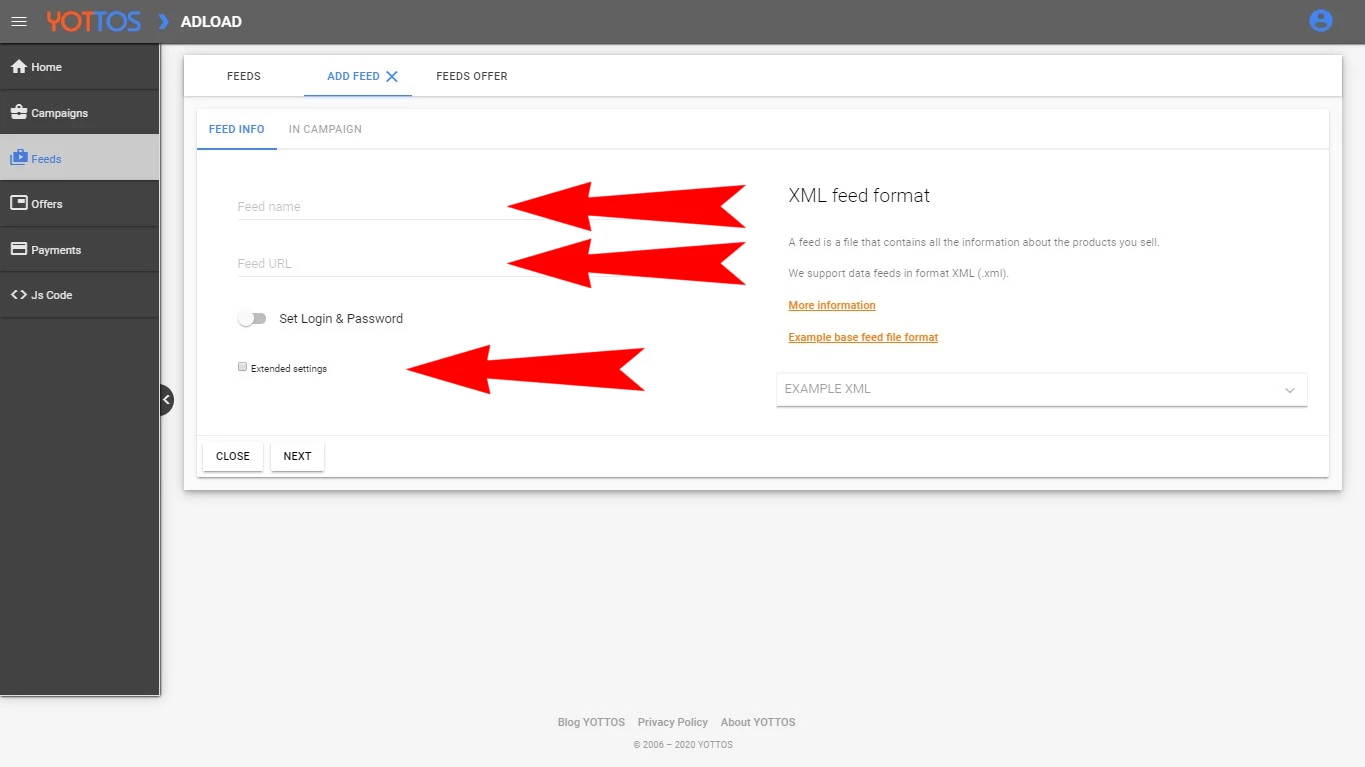 YOTTOS ADLOAD
Home
Campaigns
Feeds
Offers
Payments
Js Code
FEEDS ADD FEED FEEDS OFFER
FEED INFO IN CAMPAIGN
Feed name
Feed URL
Set Login & Password
Extended settings
CLOSE NEXT
XML feed format
A feed is a file that contains all the information about the products you sell.
We support data feeds in format XML (.xml).
More information
Example base feed file format
EXAMPLE XML
Blog YOTTOS Privacy Policy About YOTTOS
© 2006 – 2020 YOTTOS